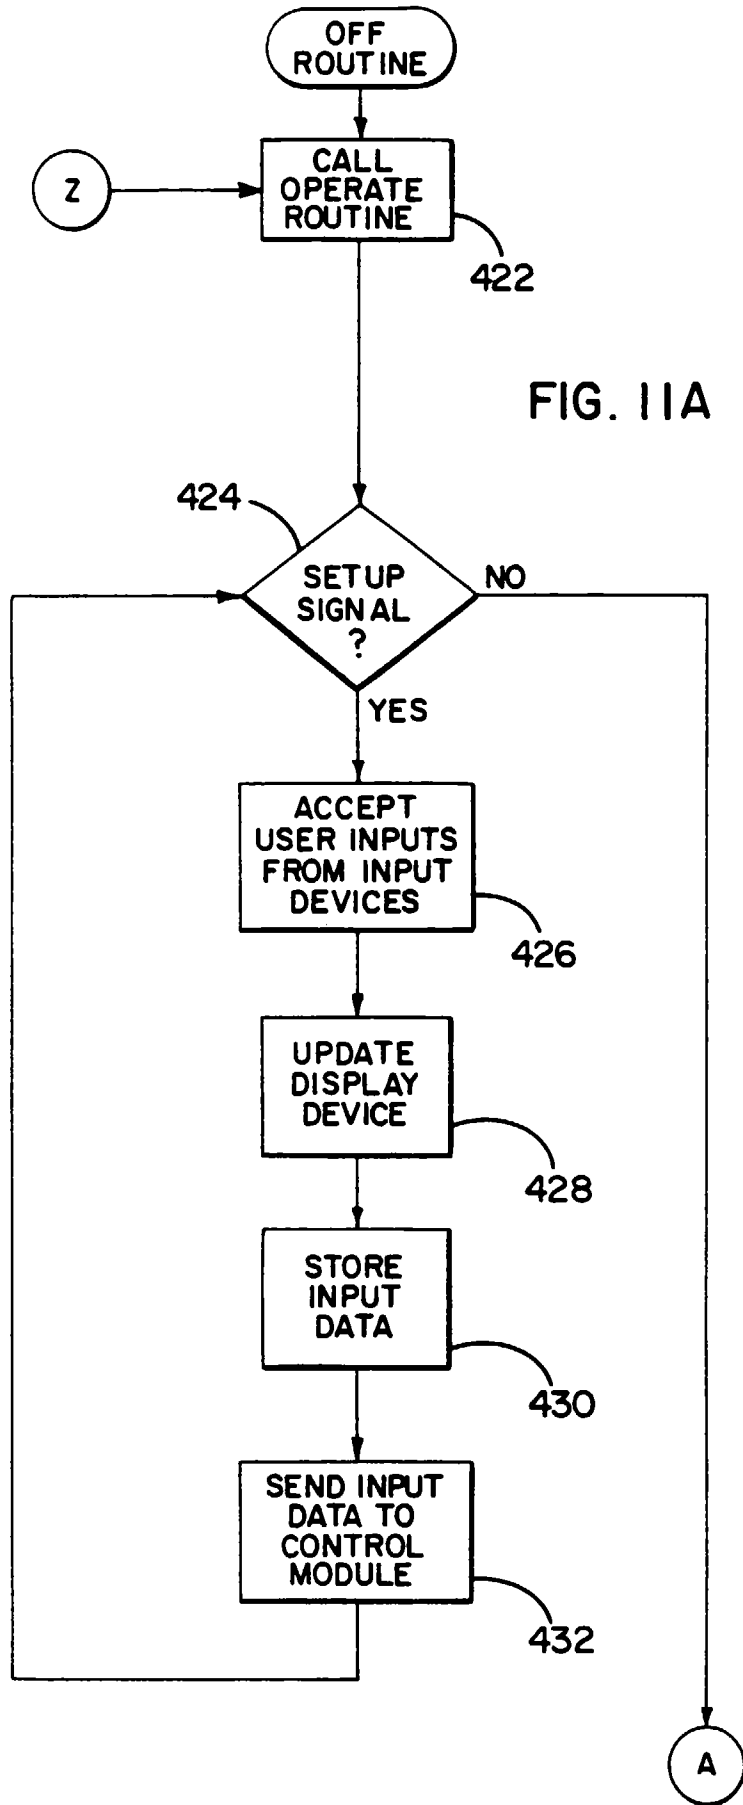 OFF
ROUTINE
CALL
OPERATE
ROUTINE
Z
422
FIG. 11A
424
SETUP
SIGNAL
?
NO
YES
ACCEPT
USER INPUTS
FROM INPUT
DEVICES
426
UPDATE
DISPLAY
DEVICE
428
STORE
INPUT
DATA
430
SEND INPUT
DATA TO
CONTROL
MODULE
432
A